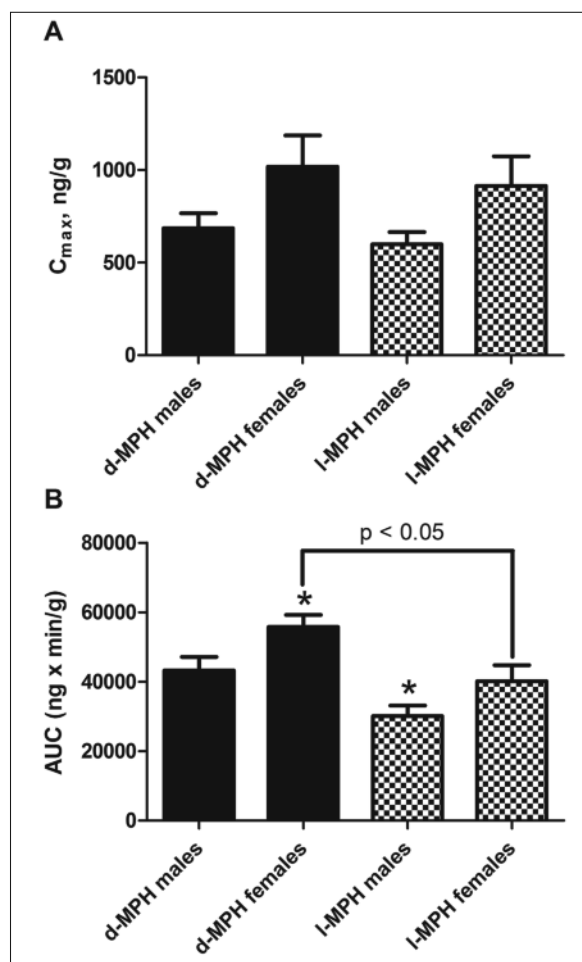 A
1500
1000
500
0
Cmax, ng/g
d-MPH males
d-MPH females
l-MPH males
l-MPH females
B
p < 0.05
80000
60000
40000
20000
0
AUC (ng x min/g)
*
*
d-MPH males
d-MPH females
l-MPH males
l-MPH females